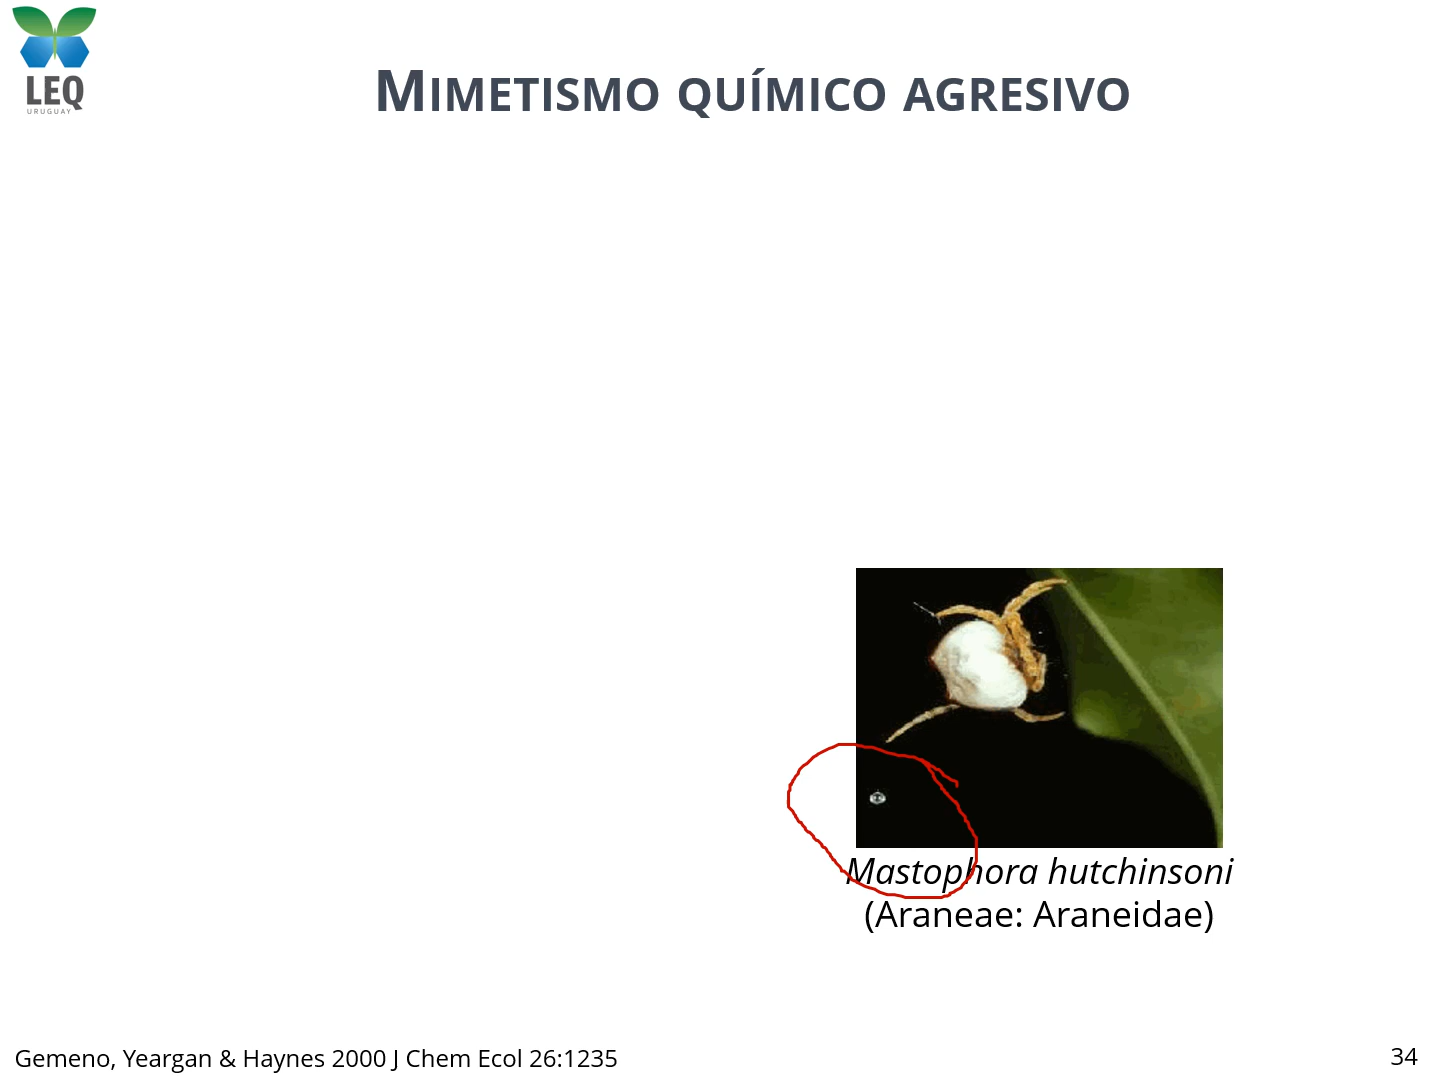 LEQ
URUGUAY
MIMETISMO QUÍMICO AGRESIVO
Mastophora hutchinsoni
(Araneae: Araneidae)
Gemeno, Yeargan & Haynes 2000 J Chem Ecol 26:1235
34